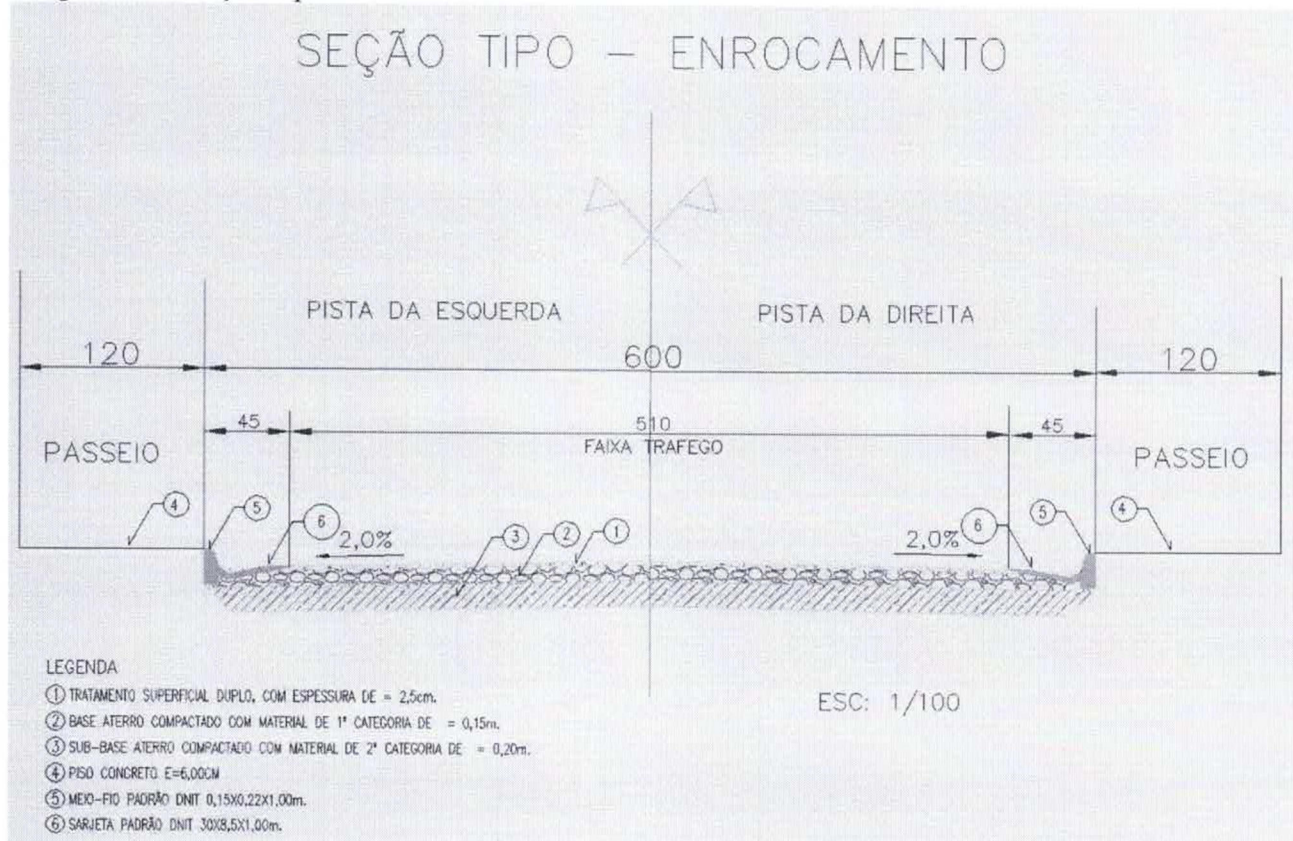 SEÇÃO TIPO – ENROCAMENTO
PISTA DA ESQUERDA
PISTA DA DIREITA
120
600
120
45
510
45
FAIXA TRAFEGO
PASSEIO
PASSEIO
4
5
6
2,0%
3
2
1
2,0%
6
5
4
LEGENDA
1 TRATAMENTO SUPERFICIAL DUPLO, COM ESPESSURA DE = 2,5cm.
2 BASE ATERRO COMPACTADO COM MATERIAL DE 1ª CATEGORIA DE = 0,15m.
3 SUB-BASE ATERRO COMPACTADO COM MATERIAL DE 2ª CATEGORIA DE = 0,20m.
4 PISO CONCRETO E=6,00CM
5 MEIO-FIO PADRÃO DNIT 0,15X0,22X1,00m.
6 SARJETA PADRÃO DNIT 30X8,5X1,00m.
ESC: 1/100